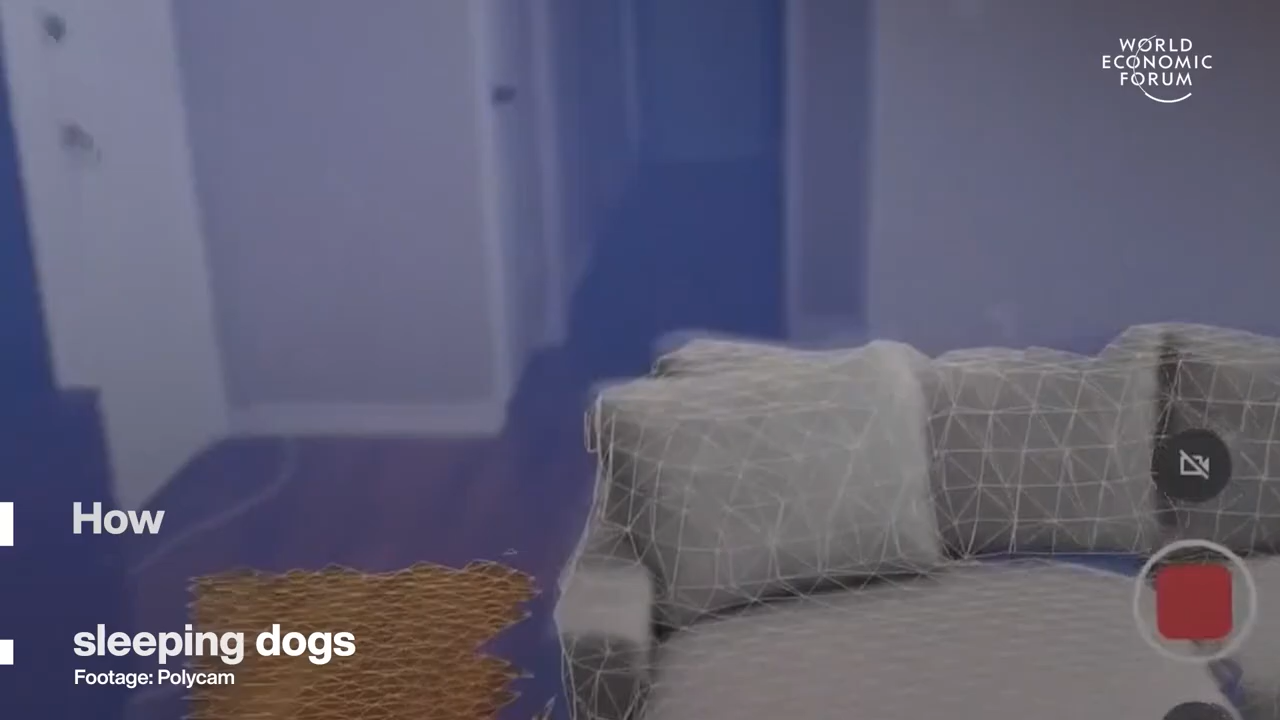 WORLD
ECONOMIC
FORUM
How
sleeping dogs
Footage: Polycam